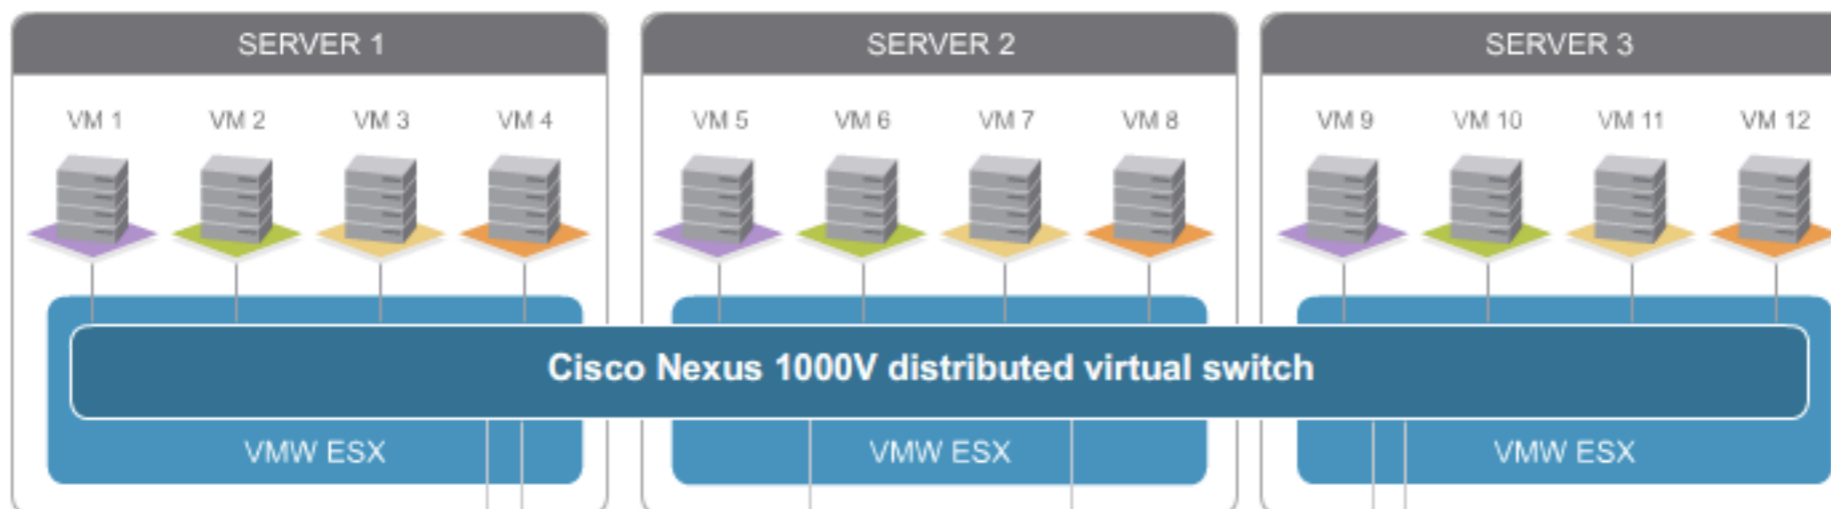 SERVER 1
SERVER 2
SERVER 3
VM 1
VM 2
VM 3
VM 4
VM 5
VM 6
VM 7
VM 8
VM 9
VM 10
VM 11
VM 12
Cisco Nexus 1000V distributed virtual switch
VMW ESX
VMW ESX
VMW ESX